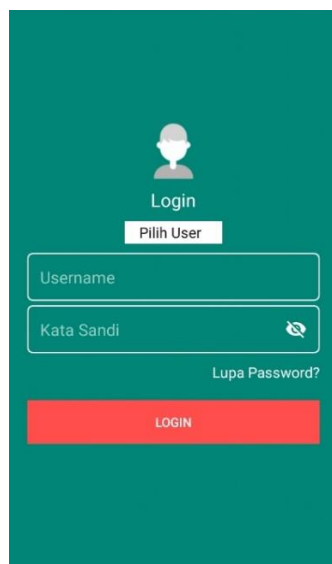 Login
Pilih User
Username
Kata Sandi
Lupa Password?
LOGIN